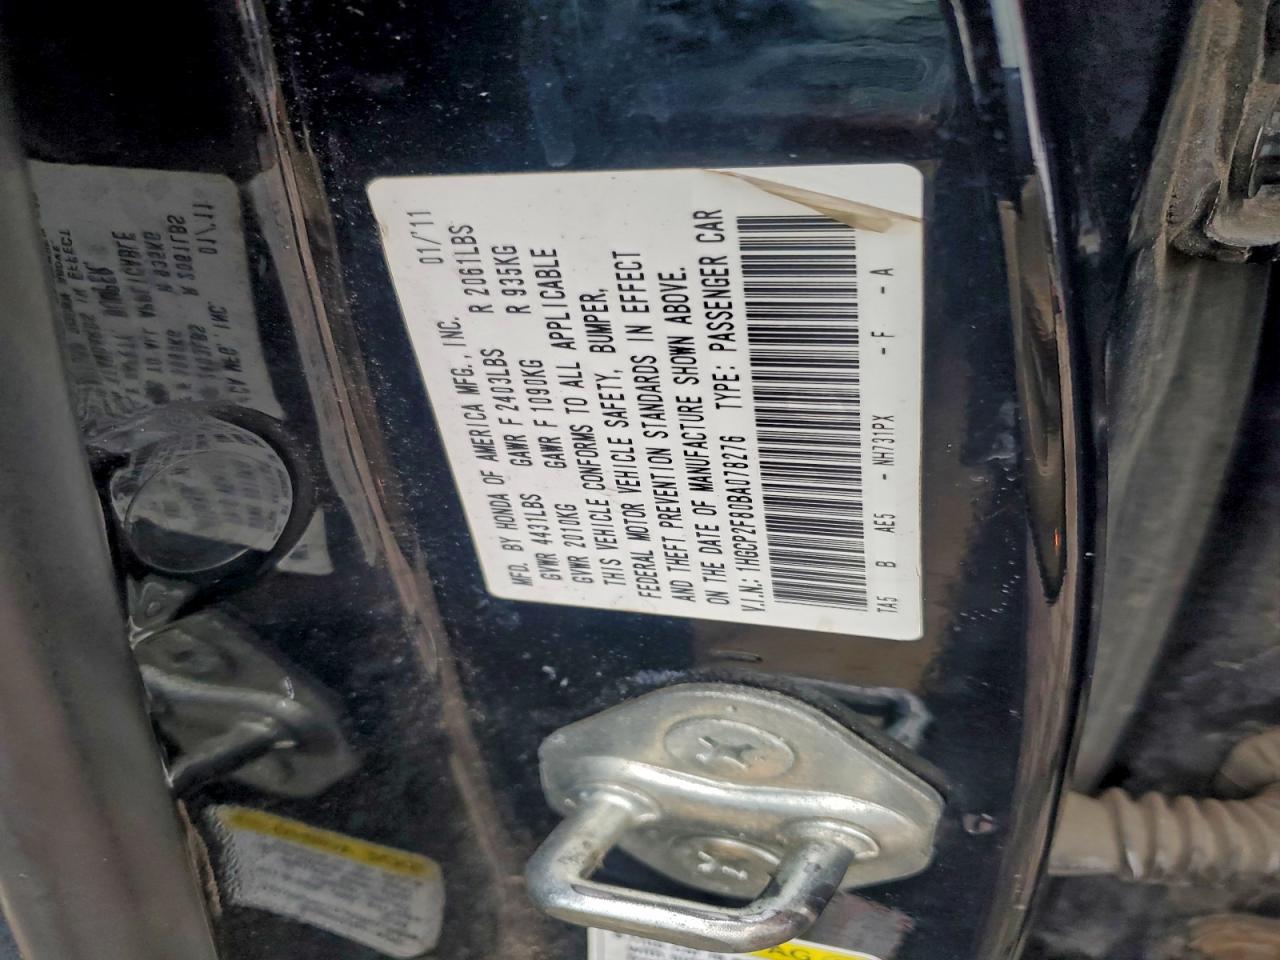 MFD. BY HONDA OF AMERICA MFG., INC. 01/11
GVWR 4431LBS GAWR F 2403LBS R 2061LBS
GVWR 2010KG GAWR F 1090KG R 935KG
THIS VEHICLE CONFORMS TO ALL APPLICABLE
FEDERAL MOTOR VEHICLE SAFETY, BUMPER,
AND THEFT PREVENTION STANDARDS IN EFFECT
ON THE DATE OF MANUFACTURE SHOWN ABOVE.
V.I.N.: 1HGCP2F80BA078276 TYPE: PASSENGER CAR
TA5 B AE5 - NH731PX - F - A